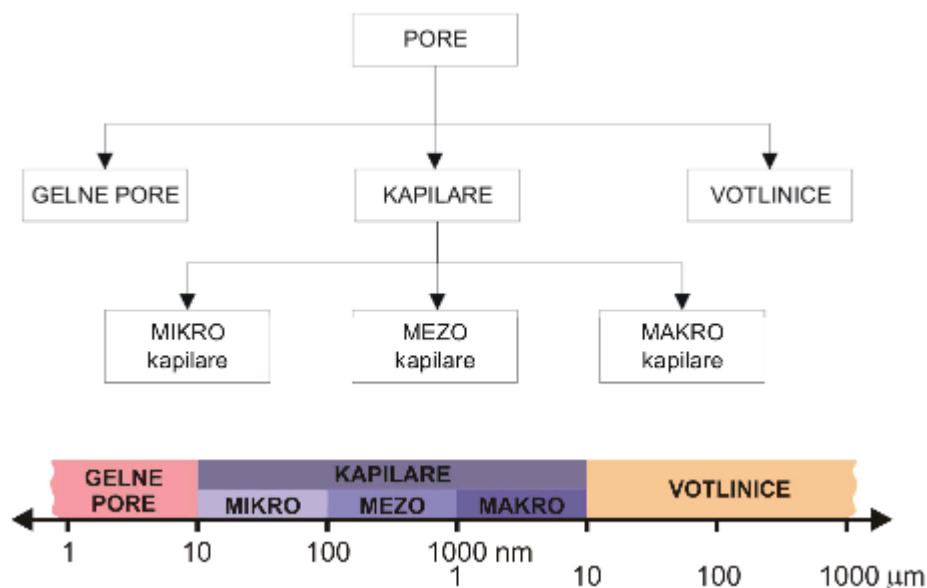 PORE
GELNE PORE
KAPILARE
VOTLINICE
MIKRO
kapilare
MEZO
kapilare
MAKRO
kapilare
GELNE
PORE
KAPILARE
MIKRO
MEZO
MAKRO
VOTLINICE
1 10 100 1000 nm
1 10 100 1000 µm